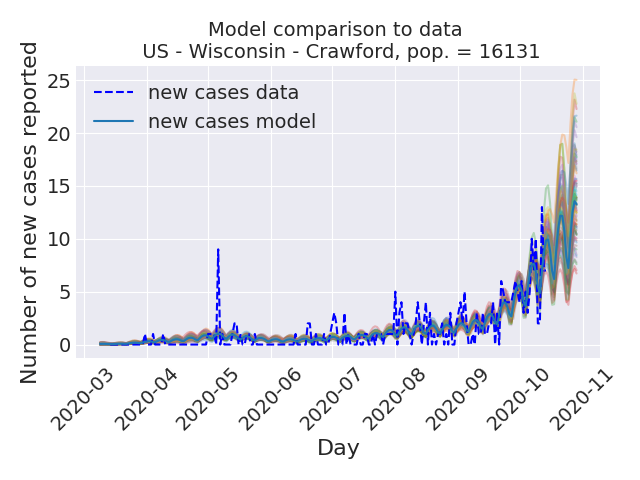 Model comparison to data
US - Wisconsin - Crawford, pop. = 16131
Number of new cases reported
25
20
15
10
5
0
new cases data
new cases model
2020-03
2020-04
2020-05
2020-06
2020-07
2020-08
2020-09
2020-10
2020-11
Day